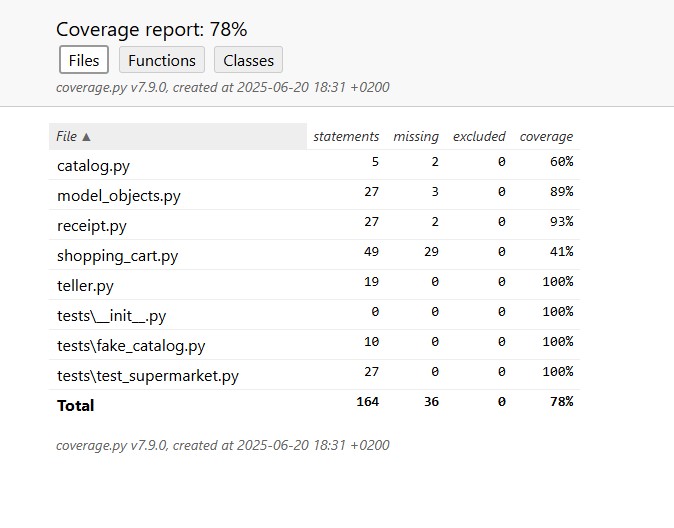 Coverage report: 78%
Files Functions Classes
coverage.py v7.9.0, created at 2025-06-20 18:31 +0200
File ▲ statements missing excluded coverage
catalog.py 5 2 0 60%
model_objects.py 27 3 0 89%
receipt.py 27 2 0 93%
shopping_cart.py 49 29 0 41%
teller.py 19 0 0 100%
tests\__init__.py 0 0 0 100%
tests\fake_catalog.py 10 0 0 100%
tests\test_supermarket.py 27 0 0 100%
Total 164 36 0 78%
coverage.py v7.9.0, created at 2025-06-20 18:31 +0200